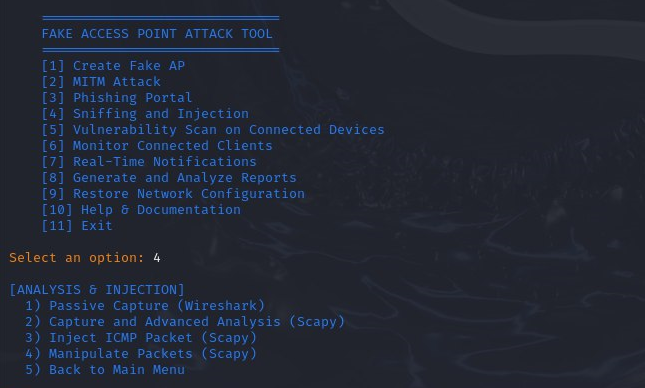 FAKE ACCESS POINT ATTACK TOOL
[1] Create Fake AP
[2] MITM Attack
[3] Phishing Portal
[4] Sniffing and Injection
[5] Vulnerability Scan on Connected Devices
[6] Monitor Connected Clients
[7] Real-Time Notifications
[8] Generate and Analyze Reports
[9] Restore Network Configuration
[10] Help & Documentation
[11] Exit
Select an option: 4
[ANALYSIS & INJECTION]
1) Passive Capture (Wireshark)
2) Capture and Advanced Analysis (Scapy)
3) Inject ICMP Packet (Scapy)
4) Manipulate Packets (Scapy)
5) Back to Main Menu